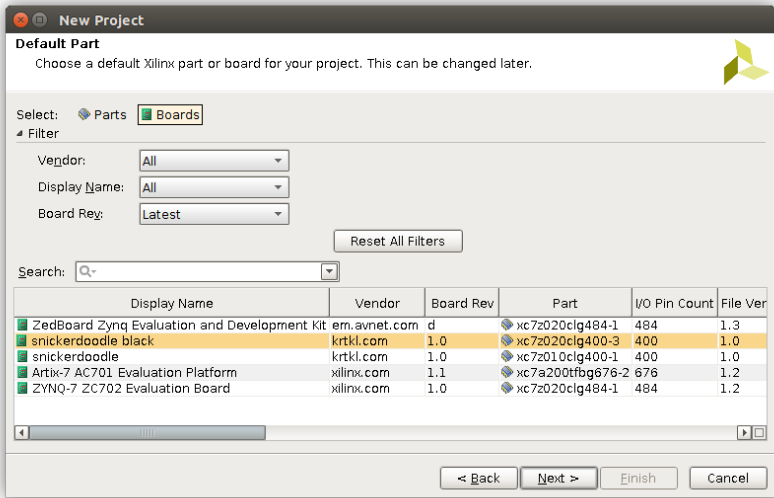 New Project
Default Part
Choose a default Xilinx part or board for your project. This can be changed later.
Select: Parts Boards
Filter
Vendor: All
Display Name: All
Board Rev: Latest
Reset All Filters
Search:
Display Name Vendor Board Rev Part I/O Pin Count File Ver
ZedBoard Zynq Evaluation and Development Kit em.avnet.com d xc7z020clg484-1 484 1.3
snickerdoodle black krtkl.com 1.0 xc7z020clg400-3 400 1.0
snickerdoodle krtkl.com 1.0 xc7z010clg400-1 400 1.0
Artix-7 AC701 Evaluation Platform xilinx.com 1.1 xc7a200tfbg676-2 676 1.2
ZYNQ-7 ZC702 Evaluation Board xilinx.com 1.0 xc7z020clg484-1 484 1.2
< Back Next > Finish Cancel